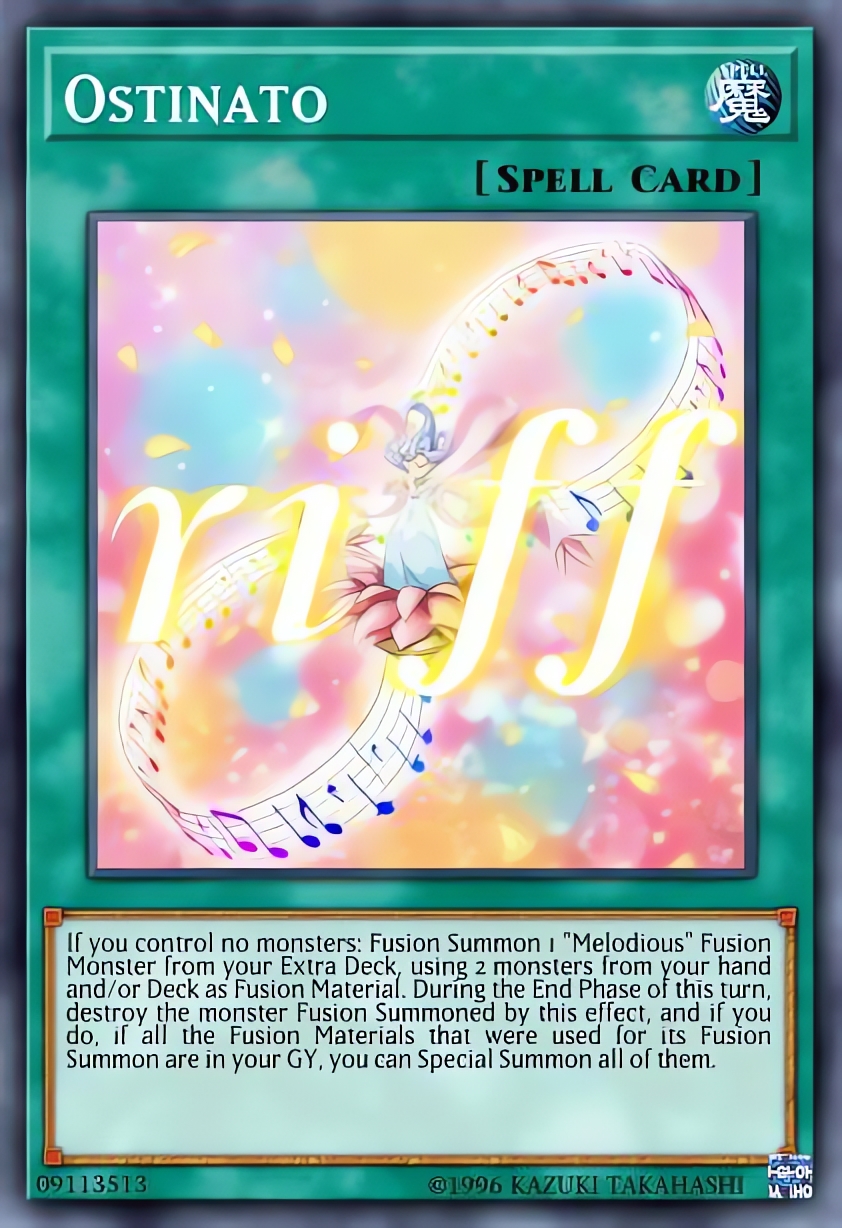 OSTINATO
魔
[SPELL CARD]
riff
If you control no monsters: Fusion Summon 1 "Melodious" Fusion
Monster from your Extra Deck, using 2 monsters from your hand
and/or Deck as Fusion Material. During the End Phase of this turn,
destroy the monster Fusion Summoned by this effect, and if you
do, if all the Fusion Materials that were used for its Fusion
Summon are in your GY, you can Special Summon all of them.
09113513
©1996 KAZUKI TAKAHASHI